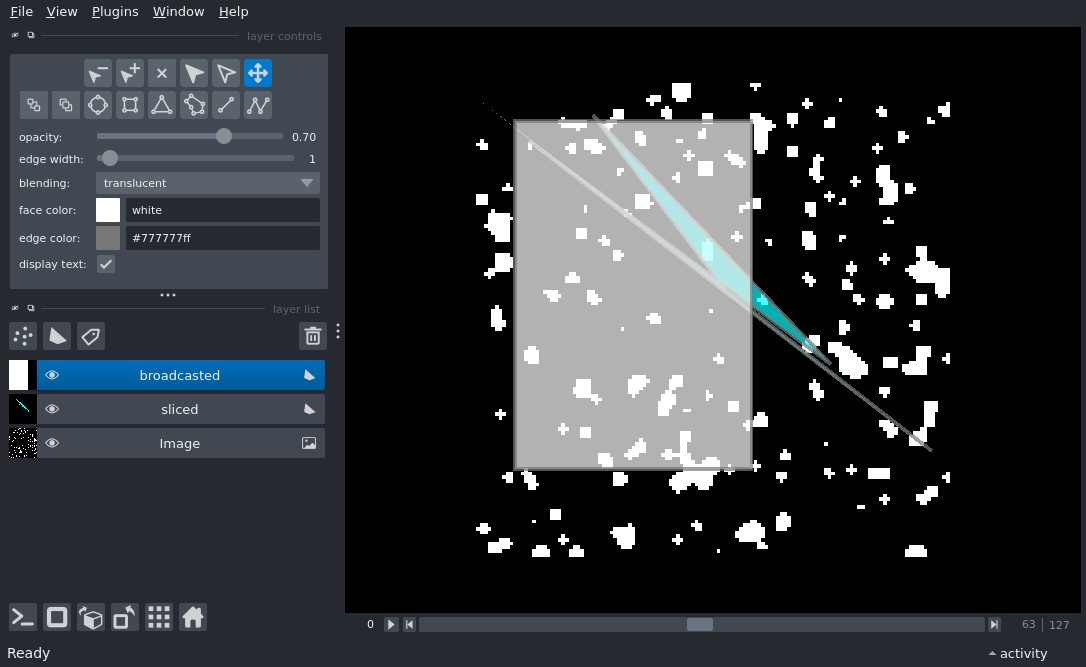 File View Plugins Window Help
layer controls
opacity: 0.70
edge width: 1
blending: translucent
face color: white
edge color: #777777ff
display text:
layer list
broadcasted
sliced
Image
0 63 127
Ready activity